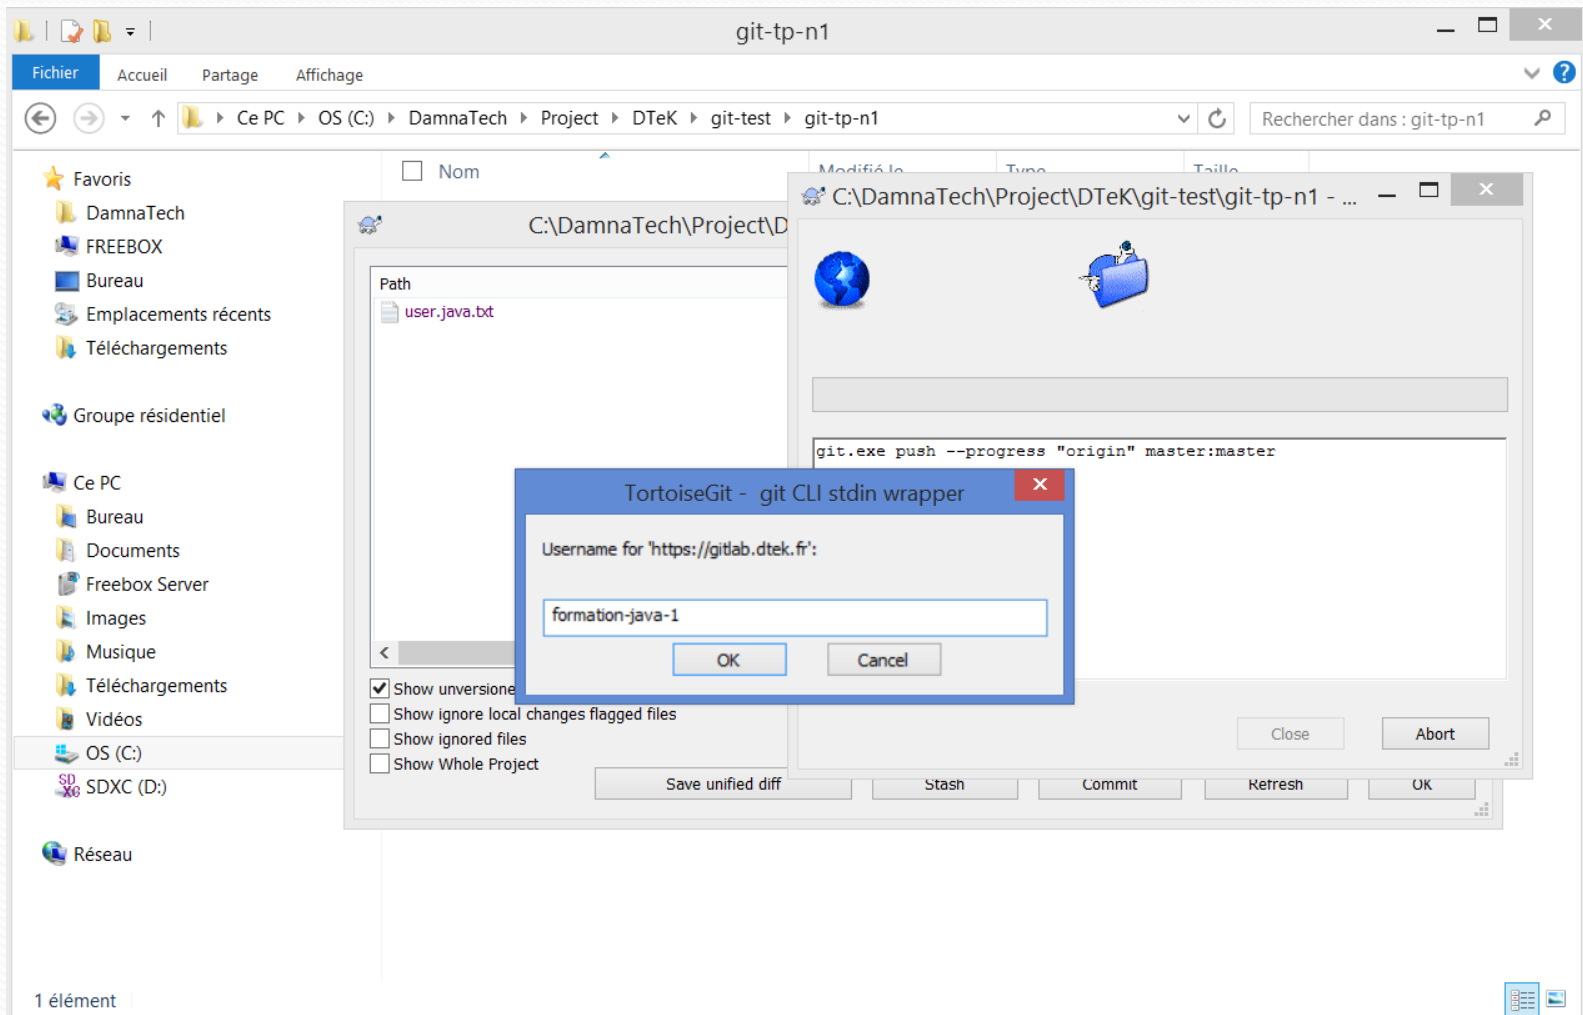 git-tp-n1
Fichier
Accueil
Partage
Affichage
Ce PC
OS (C:)
DamnaTech
Project
DTeK
git-test
git-tp-n1
Rechercher dans : git-tp-n1
Favoris
DamnaTech
FREEBOX
Bureau
Emplacements récents
Téléchargements
Groupe résidentiel
Ce PC
Bureau
Documents
Freebox Server
Images
Musique
Téléchargements
Vidéos
OS (C:)
SDXC (D:)
Réseau
1 élément
Nom
Modifié le
Type
Taille
C:\DamnaTech\Project\D
Path
user.java.txt
Show unversione
Show ignore local changes flagged files
Show ignored files
Show Whole Project
Save unified diff
Stash
Commit
Refresh
OK
C:\DamnaTech\Project\DTeK\git-test\git-tp-n1 - ...
git.exe push --progress "origin" master:master
Close
Abort
TortoiseGit - git CLI stdin wrapper
Username for 'https://gitlab.dtek.fr':
formation-java-1
OK
Cancel